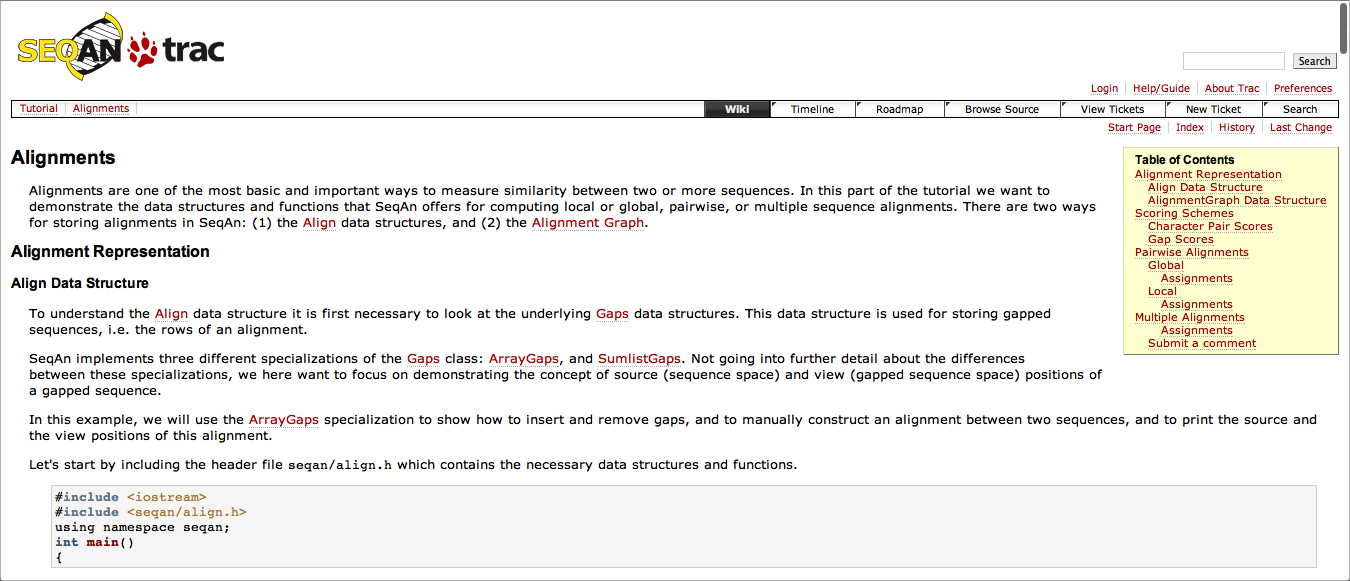 SEQAN trac
Search
Login Help/Guide About Trac Preferences
Tutorial Alignments Wiki Timeline Roadmap Browse Source View Tickets New Ticket Search
Start Page Index History Last Change
Alignments
Alignments are one of the most basic and important ways to measure similarity between two or more sequences. In this part of the tutorial we want to
demonstrate the data structures and functions that SeqAn offers for computing local or global, pairwise, or multiple sequence alignments. There are two ways
for storing alignments in SeqAn: (1) the Align data structures, and (2) the Alignment Graph.
Table of Contents
Alignment Representation
Align Data Structure
AlignmentGraph Data Structure
Scoring Schemes
Character Pair Scores
Gap Scores
Pairwise Alignments
Global
Assignments
Local
Assignments
Multiple Alignments
Assignments
Submit a comment
Alignment Representation
Align Data Structure
To understand the Align data structure it is first necessary to look at the underlying Gaps data structures. This data structure is used for storing gapped
sequences, i.e. the rows of an alignment.
SeqAn implements three different specializations of the Gaps class: ArrayGaps, and SumlistGaps. Not going into further detail about the differences
between these specializations, we here want to focus on demonstrating the concept of source (sequence space) and view (gapped sequence space) positions of
a gapped sequence.
In this example, we will use the ArrayGaps specialization to show how to insert and remove gaps, and to manually construct an alignment between two sequences, and to print the source and
the view positions of this alignment.
Let's start by including the header file seqan/align.h which contains the necessary data structures and functions.
#include <iostream>
#include <seqan/align.h>
using namespace seqan;
int main()
{